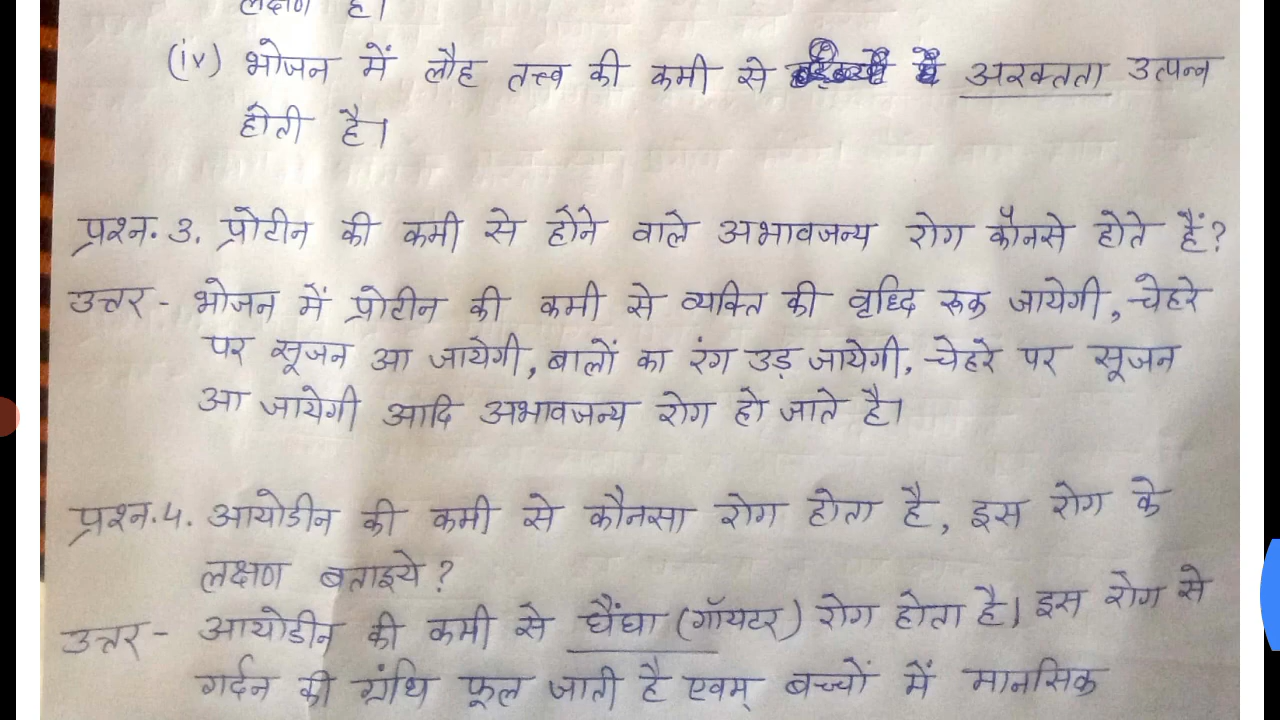 लक्षण है।
(iv) भोजन में लौह तत्त्व की कमी से अरक्तता उत्पन्न
होती है।
प्रश्न. 3. प्रोटीन की कमी से होने वाले अभावजन्य रोग कौनसे होते हैं?
उत्तर - भोजन में प्रोटीन की कमी से व्यक्ति की वृध्दि रूक जायेगी, चेहरे
पर सूजन आ जायेगी, बालों का रंग उड़ जायेगी, चेहरे पर सूजन
आ जायेगी आदि अभावजन्य रोग हो जाते है।
प्रश्न.4. आयोडीन की कमी से कौनसा रोग होता है, इस रोग के
लक्षण बताइये?
उत्तर - आयोडीन की कमी से घैंघा (गॉयटर) रोग होता है। इस रोग से
गर्दन की ग्रंथि फूल जाती है एवम् बच्चों में मानसिक